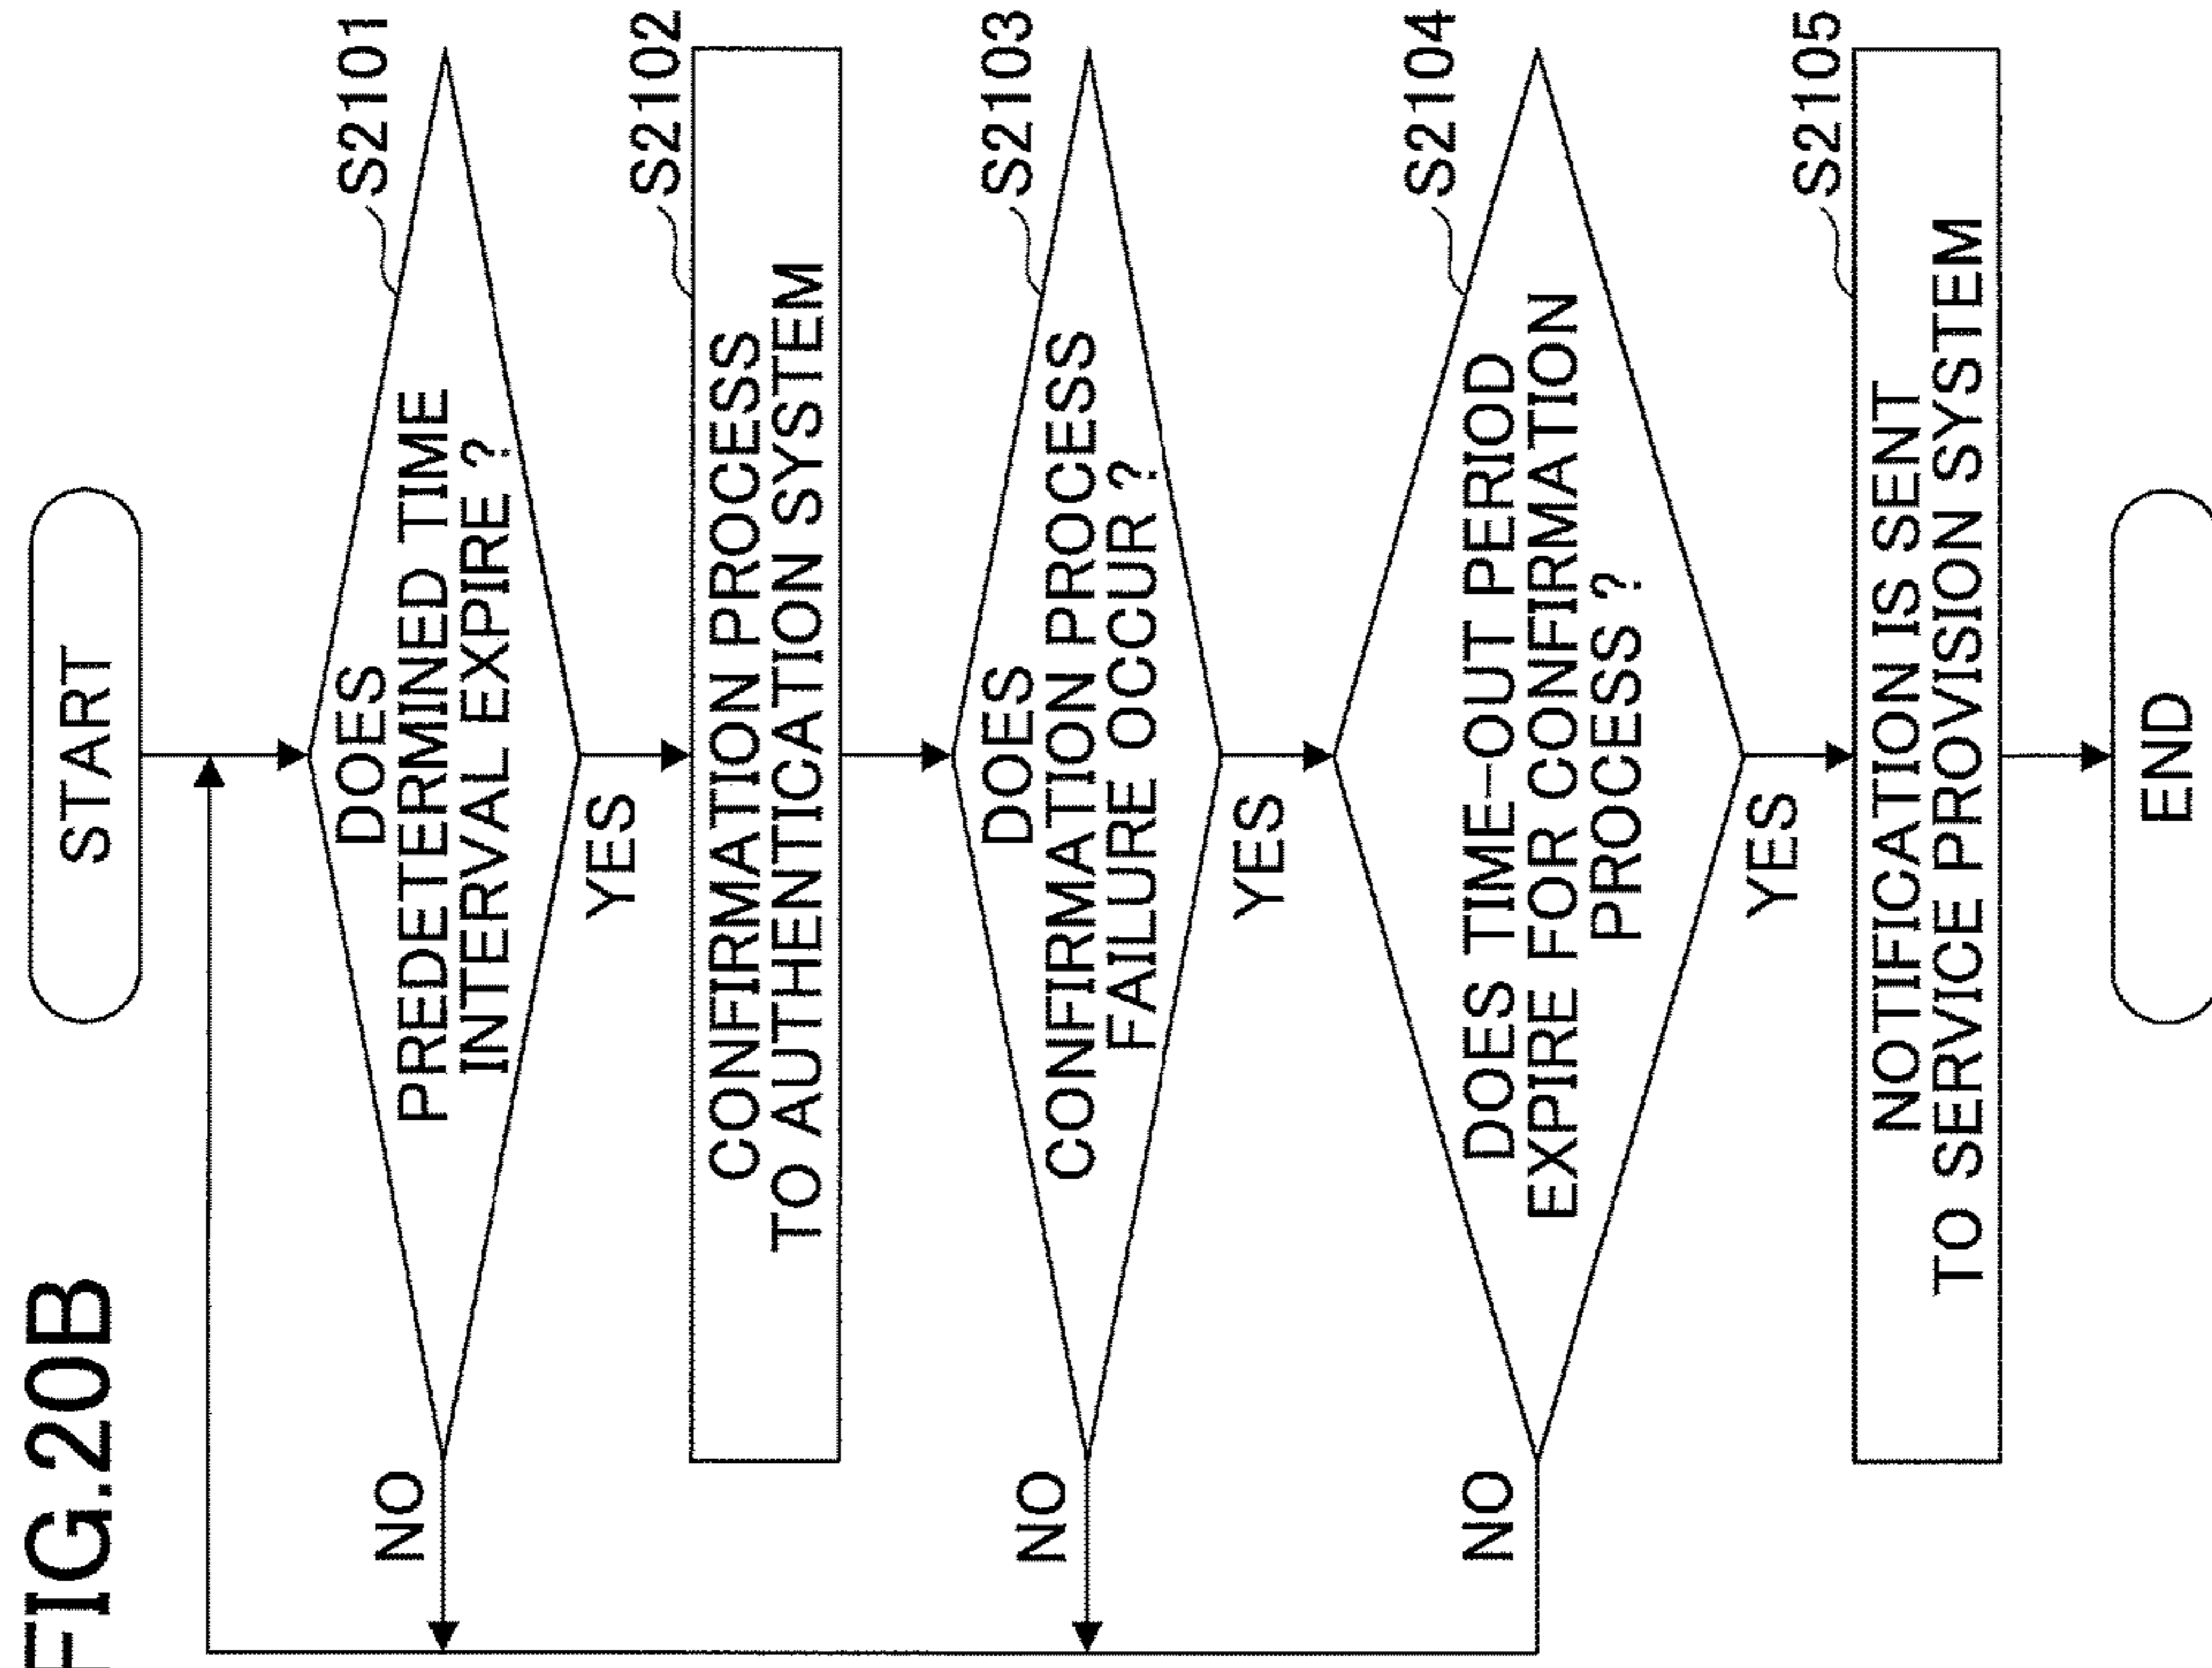 FIG.20B
START
S2101
DOES
PREDETERMINED TIME
INTERVAL EXPIRE ?
NO
YES
S2102
CONFIRMATION PROCESS
TO AUTHENTICATION SYSTEM
S2103
DOES
CONFIRMATION PROCESS
FAILURE OCCUR ?
NO
YES
S2104
DOES TIME-OUT PERIOD
EXPIRE FOR CONFIRMATION
PROCESS ?
NO
YES
S2105
NOTIFICATION IS SENT
TO SERVICE PROVISION SYSTEM
END